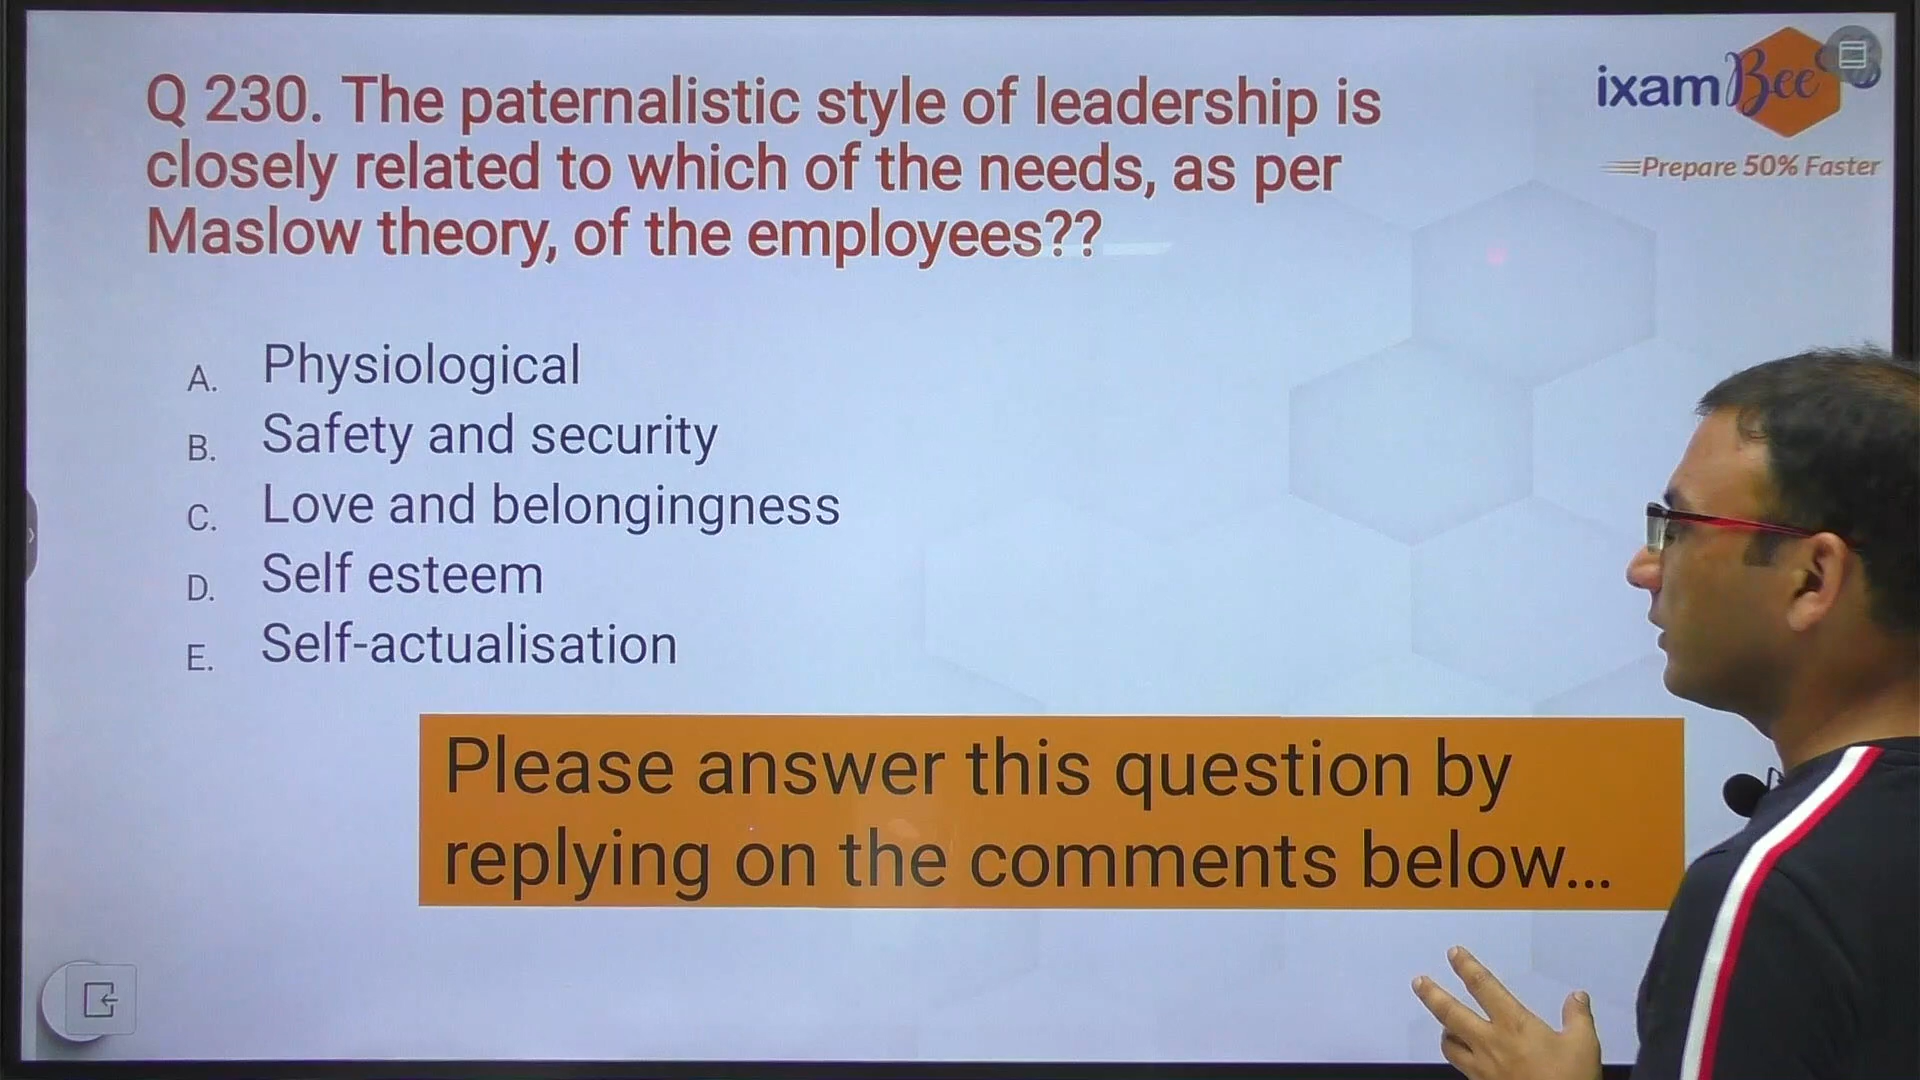 Q 230. The paternalistic style of leadership is
closely related to which of the needs, as per
Maslow theory, of the employees??
ixamBee
Prepare 50% Faster
A. Physiological
B. Safety and security
C. Love and belongingness
D. Self esteem
E. Self-actualisation
Please answer this question by
replying on the comments below...